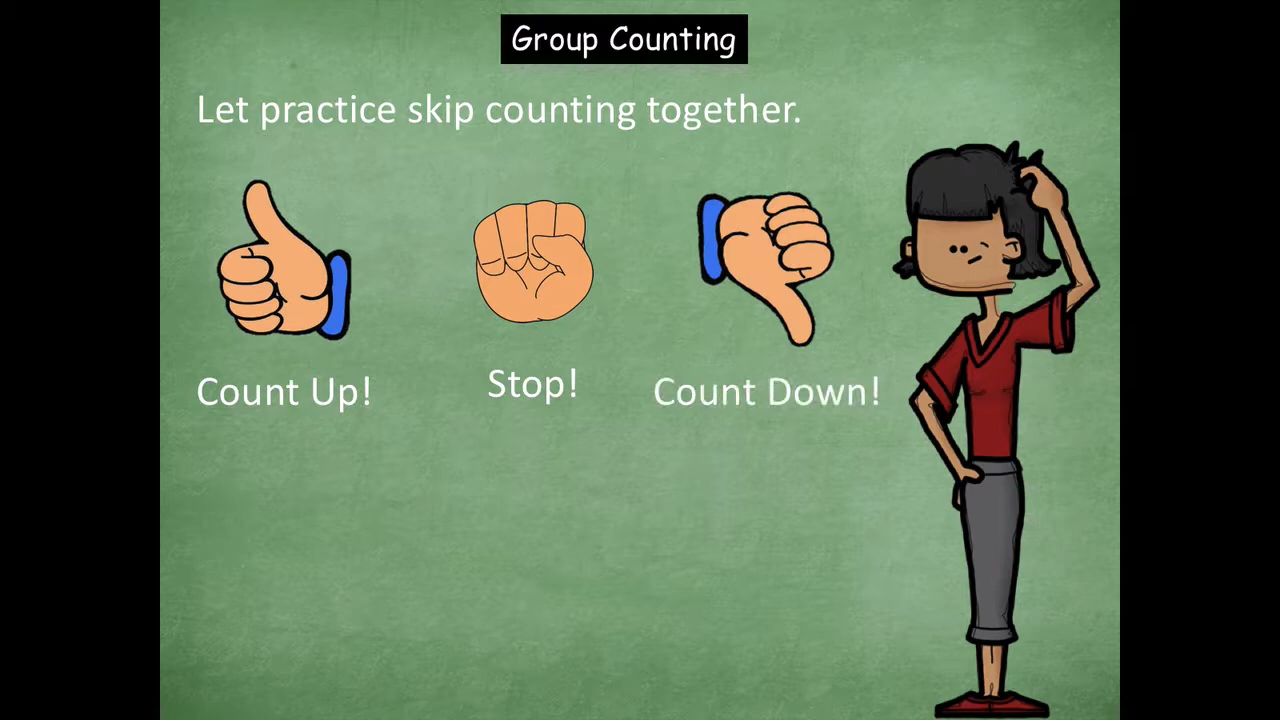 Group Counting
Let practice skip counting together.
Count Up!
Stop!
Count Down!